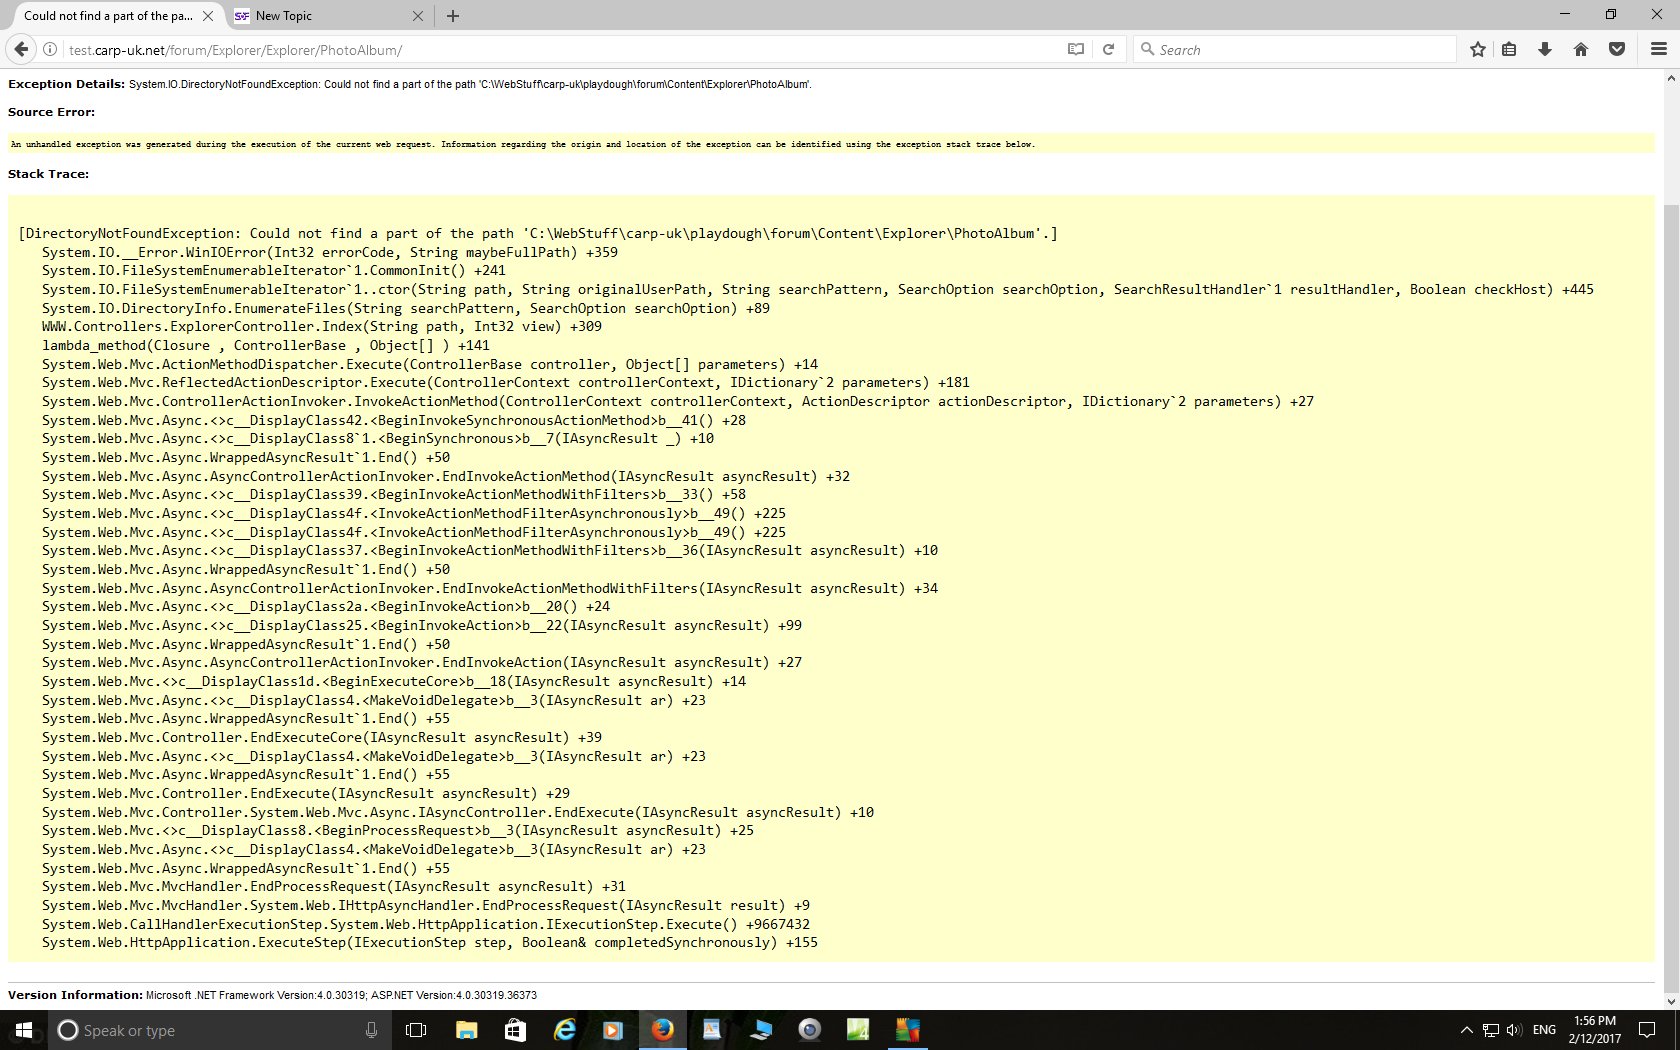 Could not find a part of the pa...
New Topic
test.carp-uk.net/forum/Explorer/Explorer/PhotoAlbum/
Search
Exception Details: System.IO.DirectoryNotFoundException: Could not find a part of the path 'C:\WebStuff\carp-uk\playdough\forum\Content\Explorer\PhotoAlbum'.
Source Error:
An unhandled exception was generated during the execution of the current web request. Information regarding the origin and location of the exception can be identified using the exception stack trace below.
Stack Trace:
[DirectoryNotFoundException: Could not find a part of the path 'C:\WebStuff\carp-uk\playdough\forum\Content\Explorer\PhotoAlbum'.]
System.IO.__Error.WinIOError(Int32 errorCode, String maybeFullPath) +359
System.IO.FileSystemEnumerableIterator`1.CommonInit() +241
System.IO.FileSystemEnumerableIterator`1..ctor(String path, String originalUserPath, String searchPattern, SearchOption searchOption, SearchResultHandler`1 resultHandler, Boolean checkHost) +445
System.IO.DirectoryInfo.EnumerateFiles(String searchPattern, SearchOption searchOption) +89
WWW.Controllers.ExplorerController.Index(String path, Int32 view) +309
lambda_method(Closure , ControllerBase , Object[] ) +141
System.Web.Mvc.ActionMethodDispatcher.Execute(ControllerBase controller, Object[] parameters) +14
System.Web.Mvc.ReflectedActionDescriptor.Execute(ControllerContext controllerContext, IDictionary`2 parameters) +181
System.Web.Mvc.ControllerActionInvoker.InvokeActionMethod(ControllerContext controllerContext, ActionDescriptor actionDescriptor, IDictionary`2 parameters) +27
System.Web.Mvc.Async.<>c__DisplayClass42.<BeginInvokeSynchronousActionMethod>b__41() +28
System.Web.Mvc.Async.<>c__DisplayClass8`1.<BeginSynchronous>b__7(IAsyncResult _) +10
System.Web.Mvc.Async.WrappedAsyncResult`1.End() +50
System.Web.Mvc.Async.AsyncControllerActionInvoker.EndInvokeActionMethod(IAsyncResult asyncResult) +32
System.Web.Mvc.Async.<>c__DisplayClass39.<BeginInvokeActionMethodWithFilters>b__33() +58
System.Web.Mvc.Async.<>c__DisplayClass4f.<InvokeActionMethodFilterAsynchronously>b__49() +225
System.Web.Mvc.Async.<>c__DisplayClass4f.<InvokeActionMethodFilterAsynchronously>b__49() +225
System.Web.Mvc.Async.<>c__DisplayClass37.<BeginInvokeActionMethodWithFilters>b__36(IAsyncResult asyncResult) +10
System.Web.Mvc.Async.WrappedAsyncResult`1.End() +50
System.Web.Mvc.Async.AsyncControllerActionInvoker.EndInvokeActionMethodWithFilters(IAsyncResult asyncResult) +34
System.Web.Mvc.Async.<>c__DisplayClass2a.<BeginInvokeAction>b__20() +24
System.Web.Mvc.Async.<>c__DisplayClass25.<BeginInvokeAction>b__22(IAsyncResult asyncResult) +99
System.Web.Mvc.Async.WrappedAsyncResult`1.End() +50
System.Web.Mvc.Async.AsyncControllerActionInvoker.EndInvokeAction(IAsyncResult asyncResult) +27
System.Web.Mvc.<>c__DisplayClass1d.<BeginExecuteCore>b__18(IAsyncResult asyncResult) +14
System.Web.Mvc.Async.<>c__DisplayClass4.<MakeVoidDelegate>b__3(IAsyncResult ar) +23
System.Web.Mvc.Async.WrappedAsyncResult`1.End() +55
System.Web.Mvc.Controller.EndExecuteCore(IAsyncResult asyncResult) +39
System.Web.Mvc.Async.<>c__DisplayClass4.<MakeVoidDelegate>b__3(IAsyncResult ar) +23
System.Web.Mvc.Async.WrappedAsyncResult`1.End() +55
System.Web.Mvc.Controller.EndExecute(IAsyncResult asyncResult) +29
System.Web.Mvc.Controller.System.Web.Mvc.Async.IAsyncController.EndExecute(IAsyncResult asyncResult) +10
System.Web.Mvc.<>c__DisplayClass8.<BeginProcessRequest>b__3(IAsyncResult asyncResult) +25
System.Web.Mvc.Async.<>c__DisplayClass4.<MakeVoidDelegate>b__3(IAsyncResult ar) +23
System.Web.Mvc.Async.WrappedAsyncResult`1.End() +55
System.Web.Mvc.MvcHandler.EndProcessRequest(IAsyncResult asyncResult) +31
System.Web.Mvc.MvcHandler.System.Web.IHttpAsyncHandler.EndProcessRequest(IAsyncResult result) +9
System.Web.CallHandlerExecutionStep.System.Web.HttpApplication.IExecutionStep.Execute() +9667432
System.Web.HttpApplication.ExecuteStep(IExecutionStep step, Boolean& completedSynchronously) +155
Version Information: Microsoft .NET Framework Version:4.0.30319; ASP.NET Version:4.0.30319.36373
Speak or type
ENG
1:56 PM
2/12/2017